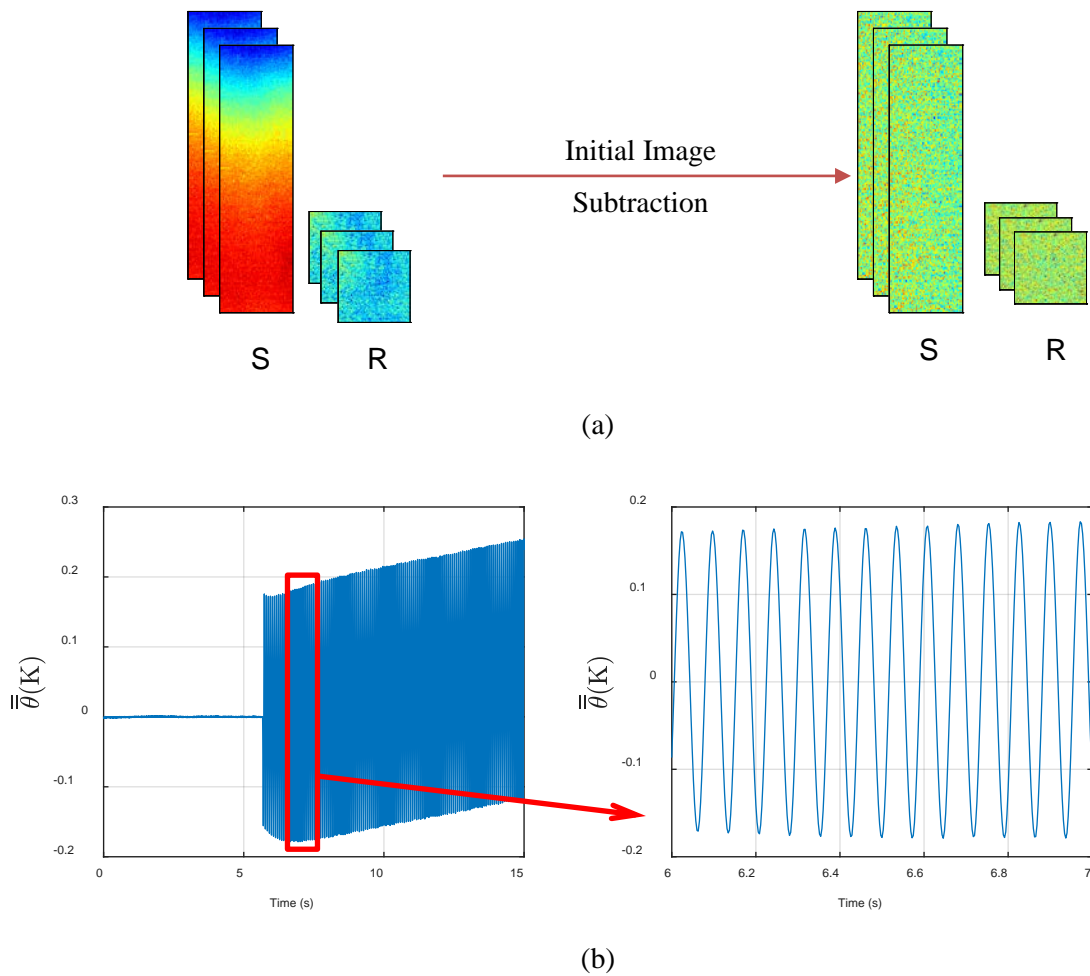 Initial Image
Subtraction
S R
S R
(a)
0.3
0.2
0.1
0
-0.1
-0.2
θ(K)
0 5 10 15
Time (s)
0.2
0.1
0
-0.1
-0.2
θ(K)
6 6.2 6.4 6.6 6.8 7
Time (s)
(b)